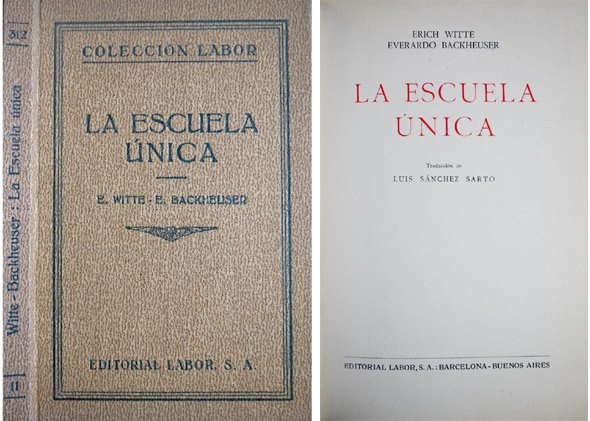 312
Witte - Backheuser : La Escuela única
COLECCIÓN LABOR
LA ESCUELA
ÚNICA
E. WITTE - E. BACKHEUSER
EDITORIAL LABOR, S. A.
ERICH WITTE
EVERARDO BACKHEUSER
LA ESCUELA
ÚNICA
Traducción de
LUIS SÁNCHEZ SARTO
EDITORIAL LABOR, S.A.: BARCELONA-BUENOS AIRES